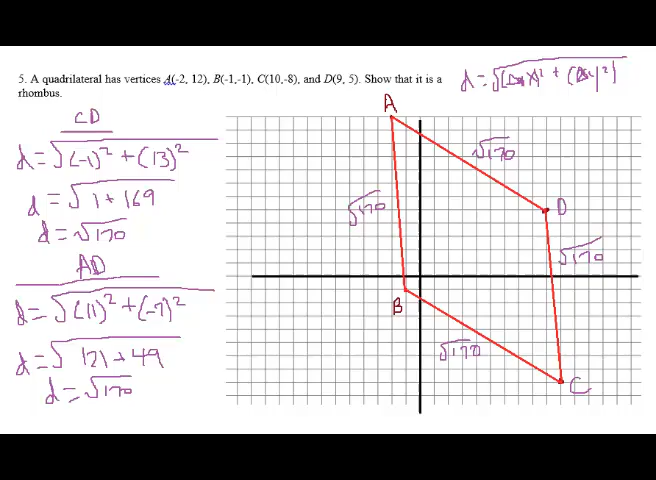 5. A quadrilateral has vertices A(-2, 12), B(-1,-1), C(10,-8), and D(9, 5). Show that it is a
rhombus.
d = √(Δx)² + (Δy)²
CD
d = √(-1)² + (13)²
d = √1 + 169
d = √170
AD
d = √(11)² + (-7)²
d = √121 + 49
d = √170
A
√170
√170
D
√170
B
√170
C